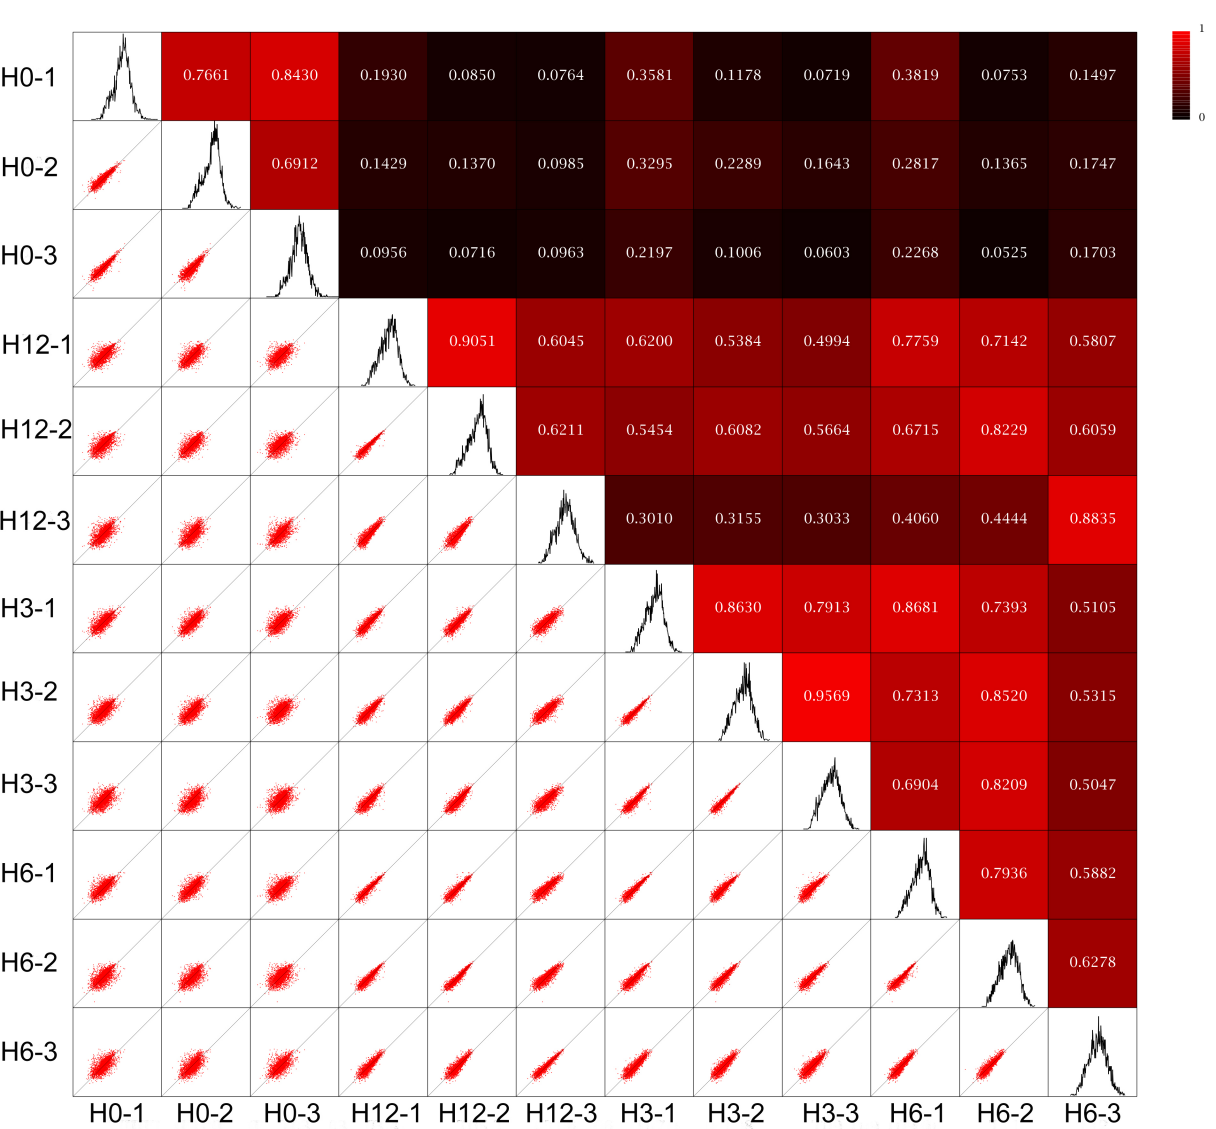 1
H0-1 0.7661 0.8430 0.1930 0.0850 0.0764 0.3581 0.1178 0.0719 0.3819 0.0753 0.1497
0
H0-2 0.6912 0.1429 0.1370 0.0985 0.3295 0.2289 0.1643 0.2817 0.1365 0.1747
H0-3 0.0956 0.0716 0.0963 0.2197 0.1006 0.0603 0.2268 0.0525 0.1703
H12-1 0.9051 0.6045 0.6200 0.5384 0.4994 0.7759 0.7142 0.5807
H12-2 0.6211 0.5454 0.6082 0.5664 0.6715 0.8229 0.6059
H12-3 0.3010 0.3155 0.3033 0.4060 0.4444 0.8835
H3-1 0.8630 0.7913 0.8681 0.7393 0.5105
H3-2 0.9569 0.7313 0.8520 0.5315
H3-3 0.6904 0.8209 0.5047
H6-1 0.7936 0.5882
H6-2 0.6278
H6-3
H0-1 H0-2 H0-3 H12-1 H12-2 H12-3 H3-1 H3-2 H3-3 H6-1 H6-2 H6-3